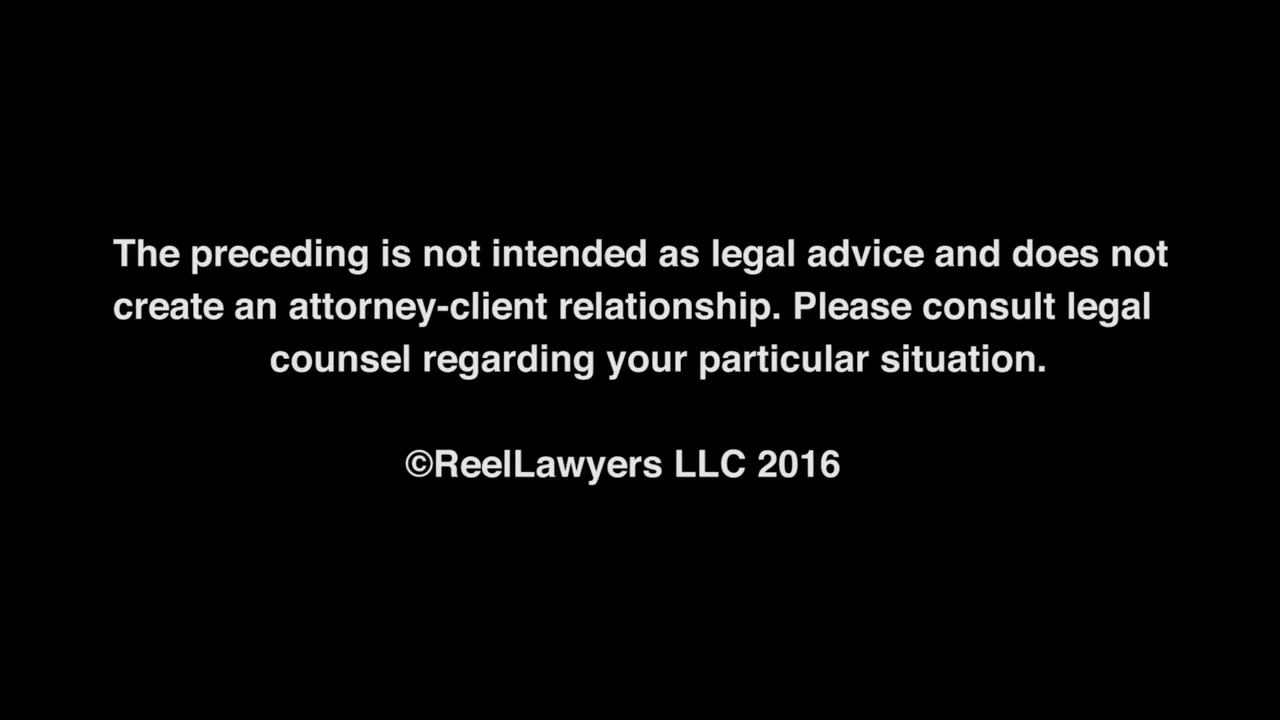 The preceding is not intended as legal advice and does not
create an attorney-client relationship. Please consult legal
counsel regarding your particular situation.
©ReelLawyers LLC 2016